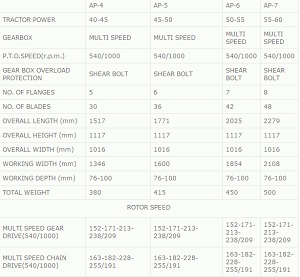 AP-4 AP-5 AP-6 AP-7
TRACTOR POWER 40-45 45-50 50-55 55-60
GEARBOX MULTI SPEED MULTI SPEED MULTI SPEED MULTI SPEED
P.T.O.SPEED(r.p.m.) 540/1000 540/1000 540/1000 540/1000
GEAR BOX OVERLOAD PROTECTION SHEAR BOLT SHEAR BOLT SHEAR BOLT SHEAR BOLT
NO. OF FLANGES 5 6 7 8
NO. OF BLADES 30 36 42 48
OVERALL LENGTH (mm) 1517 1771 2025 2279
OVERALL HEIGHT (mm) 1117 1117 1117 1117
OVERALL WIDTH (mm) 1016 1016 1016 1016
WORKING WIDTH (mm) 1346 1600 1854 2108
WORKING DEPTH (mm) 76-100 76-100 76-100 76-100
TOTAL WEIGHT 380 415 450 500
ROTOR SPEED
MULTI SPEED GEAR DRIVE(540/1000) 152-171-213-238/209 152-171-213-238/209 152-171-213-238/209 152-171-213-238/209
MULTI SPEED CHAIN DRIVE(540/1000) 163-182-228-255/191 163-182-228-255/191 163-182-228-255/191 163-182-228-255/191